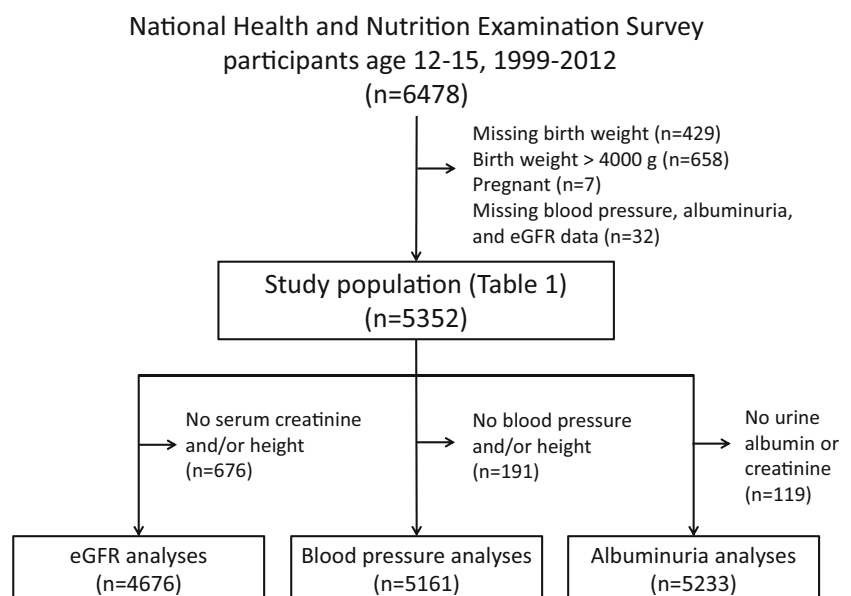 National Health and Nutrition Examination Survey
participants age 12-15, 1999-2012
(n=6478)
Missing birth weight (n=429)
Birth weight > 4000 g (n=658)
Pregnant (n=7)
Missing blood pressure, albuminuria,
and eGFR data (n=32)
Study population (Table 1)
(n=5352)
No serum creatinine
and/or height
(n=676)
No blood pressure
and/or height
(n=191)
No urine
albumin or
creatinine
(n=119)
eGFR analyses
(n=4676)
Blood pressure analyses
(n=5161)
Albuminuria analyses
(n=5233)